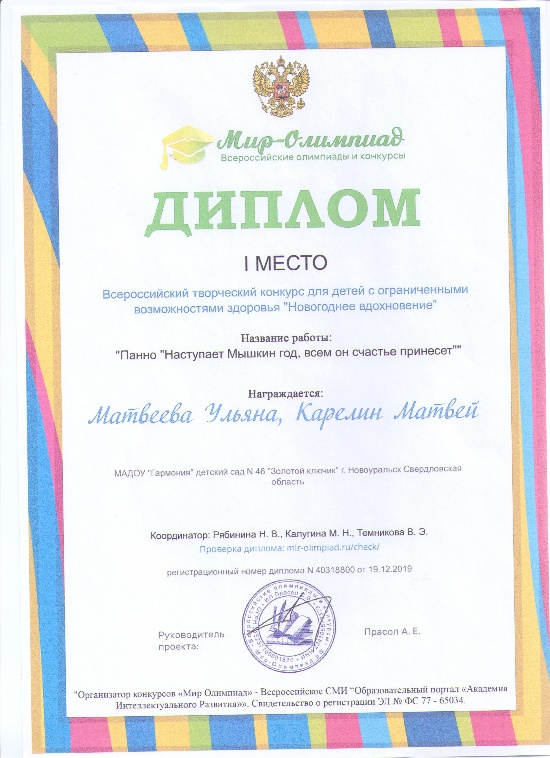 Мир-Олимпиад
Всероссийские олимпиады и конкурсы
ДИПЛОМ
I МЕСТО
Всероссийский творческий конкурс для детей с ограниченными
возможностями здоровья "Новогоднее вдохновение"
Название работы:
"Панно "Наступает Мышкин год, всем он счастье принесет""
Награждается:
Матвеева Ульяна, Карелин Матвей
МАДОУ "Гармония" детский сад N 46 "Золотой ключик" г. Новоуральск Свердловская
область
Координатор: Рябинина Н. В., Калугина М. Н., Темникова В. Э.
Проверка диплома: mir-olimpiad.ru/check/
регистрационный номер диплома N 40318800 от 19.12.2019
Руководитель
проекта:
Прасол А. Е.
"Организатор конкурсов «Мир Олимпиад» - Всероссийское СМИ "Образовательный портал «Академия
Интеллектуального Развития»». Свидетельство о регистрации ЭЛ № ФС 77 - 65034.